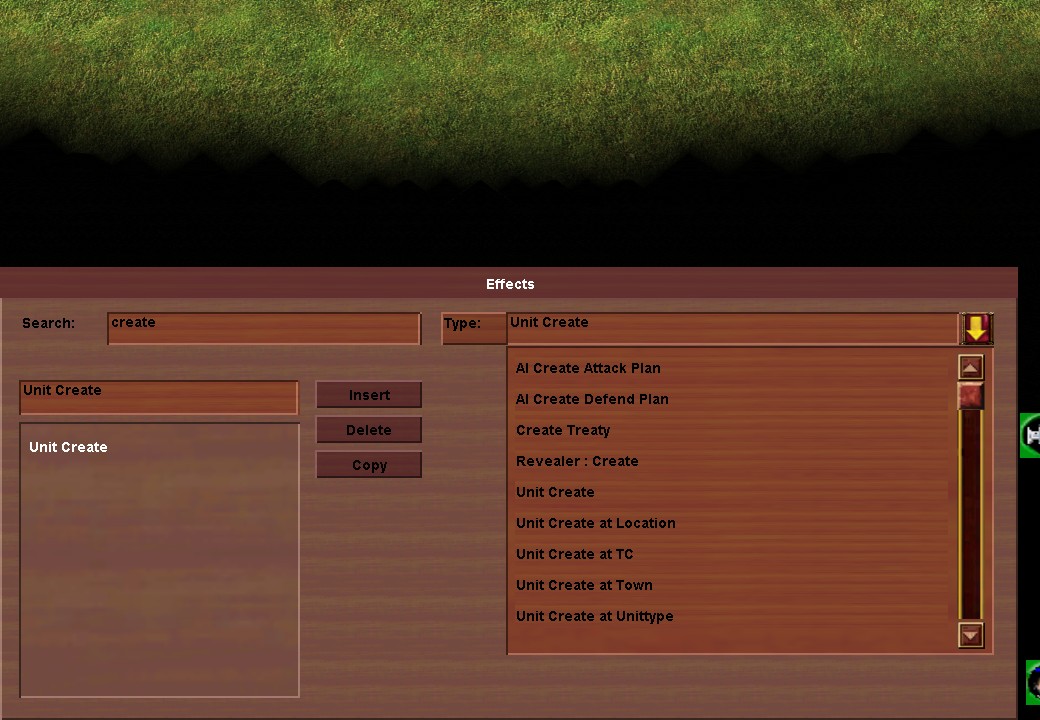 Effects
Search: create Type: Unit Create
Unit Create
Insert
Delete
Copy
Unit Create
AI Create Attack Plan
AI Create Defend Plan
Create Treaty
Revealer : Create
Unit Create
Unit Create at Location
Unit Create at TC
Unit Create at Town
Unit Create at Unittype